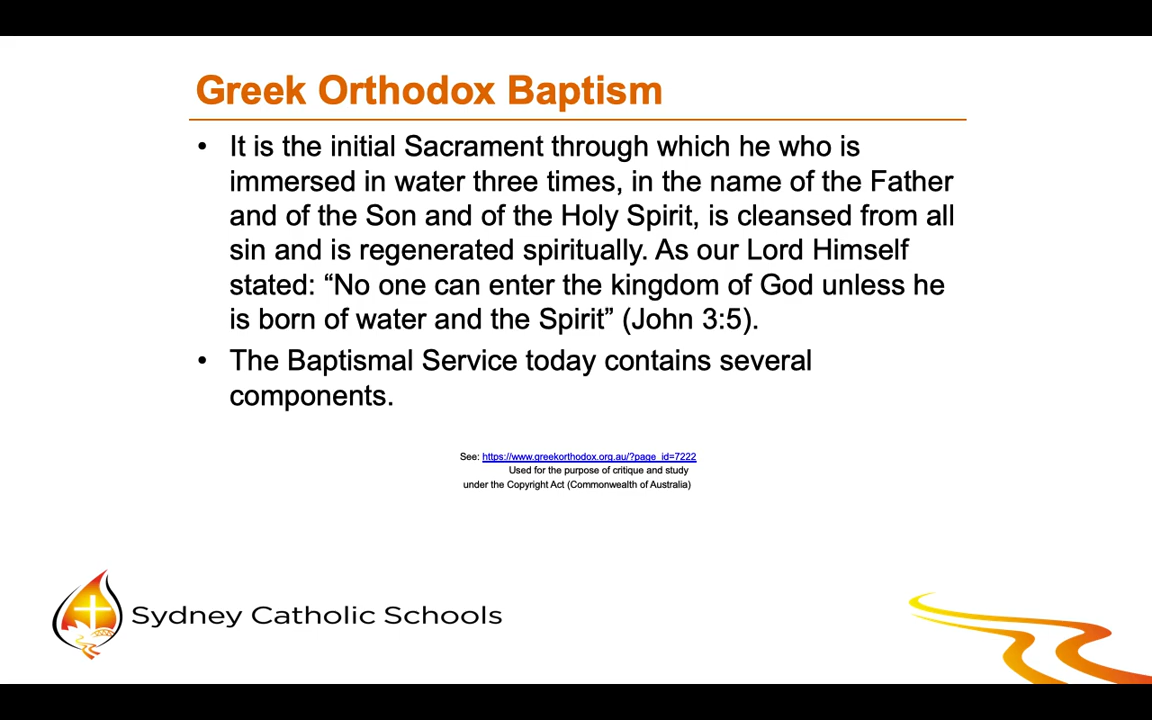 Greek Orthodox Baptism
• It is the initial Sacrament through which he who is
immersed in water three times, in the name of the Father
and of the Son and of the Holy Spirit, is cleansed from all
sin and is regenerated spiritually. As our Lord Himself
stated: “No one can enter the kingdom of God unless he
is born of water and the Spirit” (John 3:5).
• The Baptismal Service today contains several
components.
See: https://www.greekorthodox.org.au/?page_id=7222
Used for the purpose of critique and study
under the Copyright Act (Commonwealth of Australia)
Sydney Catholic Schools